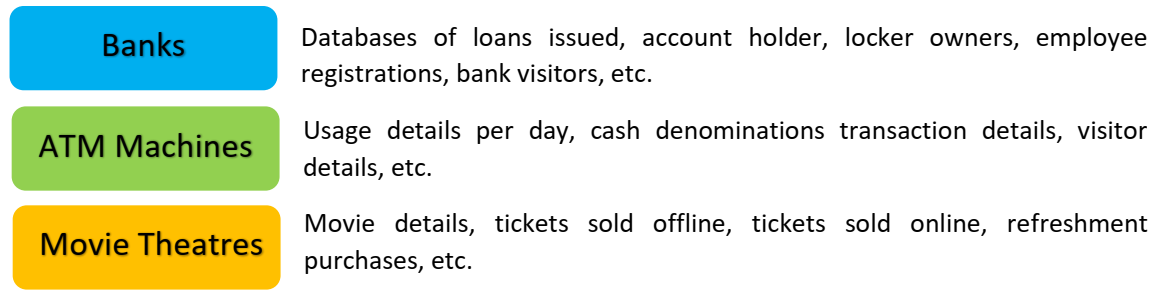 Banks
Databases of loans issued, account holder, locker owners, employee
registrations, bank visitors, etc.
ATM Machines
Usage details per day, cash denominations transaction details, visitor
details, etc.
Movie Theatres
Movie details, tickets sold offline, tickets sold online, refreshment
purchases, etc.